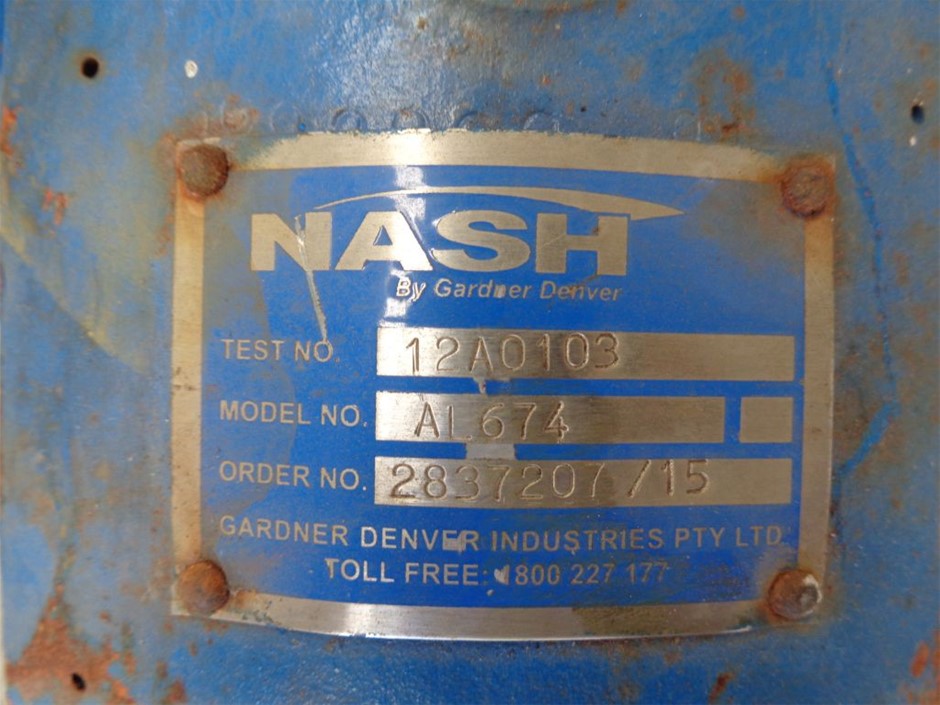 NASH
By Gardner Denver
TEST NO. 12A0103
MODEL NO. AL674
ORDER NO. 2837207/15
GARDNER DENVER INDUSTRIES PTY LTD
TOLL FREE: 1800 227 177